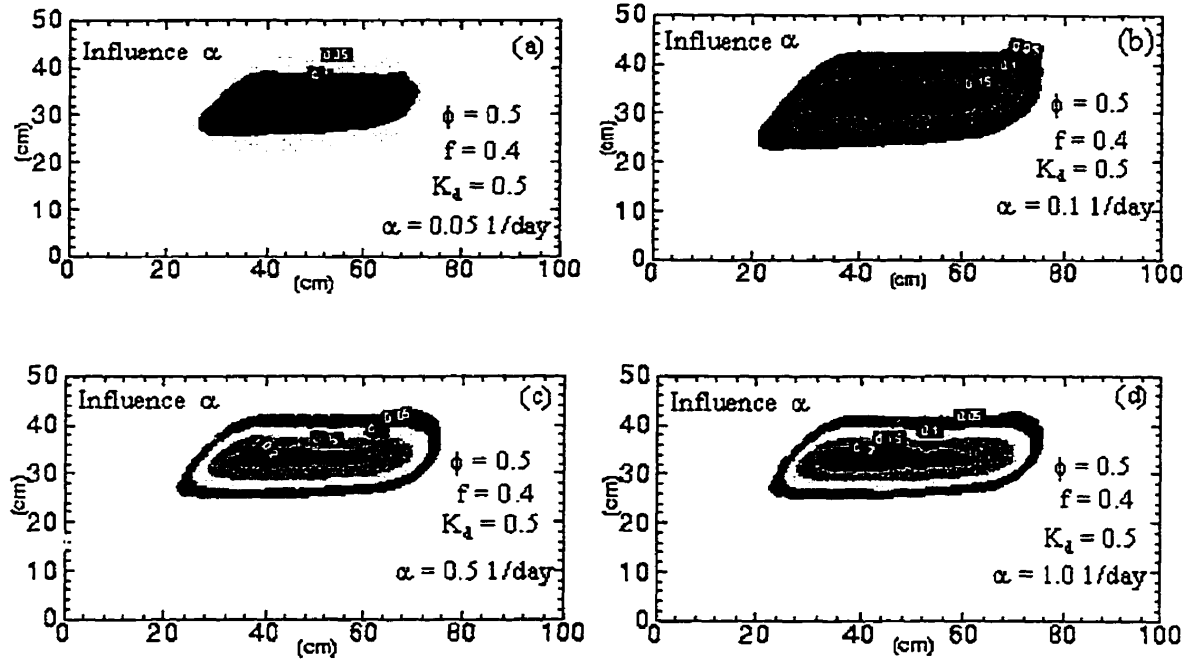 50
40
30
20
10
0
(cm)
Influence α
(a)
0.05
ϕ = 0.5
f = 0.4
K_d = 0.5
α = 0.05 1/day
0 20 40 60 80 100
(cm)
50
40
30
20
10
0
(cm)
Influence α
(b)
0.05
0.1
0.15
ϕ = 0.5
f = 0.4
K_d = 0.5
α = 0.1 1/day
0 20 40 60 80 100
(cm)
50
40
30
20
10
0
(cm)
Influence α
(c)
ϕ = 0.5
f = 0.4
K_d = 0.5
α = 0.5 1/day
0 20 40 60 80 100
(cm)
50
40
30
20
10
0
(cm)
Influence α
(d)
0.05
0.1
0.15
ϕ = 0.5
f = 0.4
K_d = 0.5
α = 1.0 1/day
0 20 40 60 80 100
(cm)